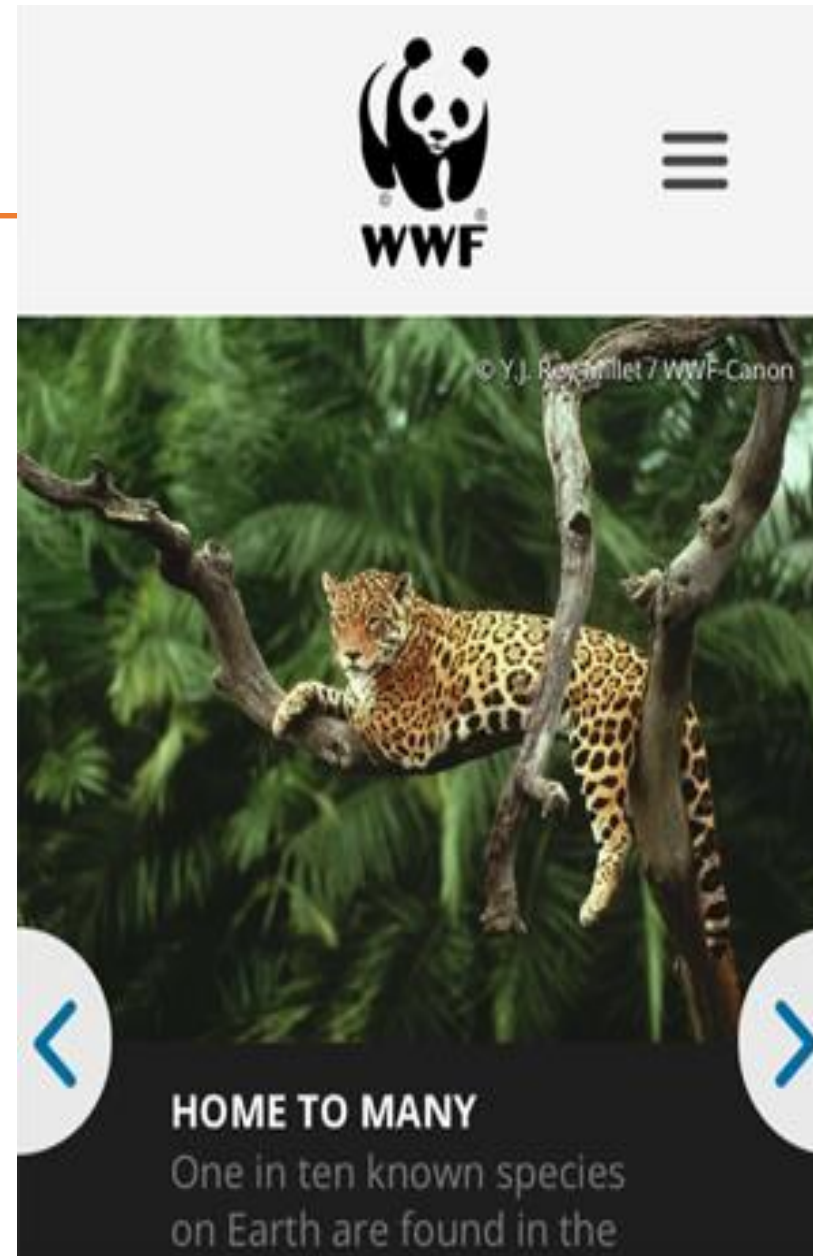 WWF
© Y.J. / WWF-Canon
HOME TO MANY
One in ten known species
on Earth are found in the